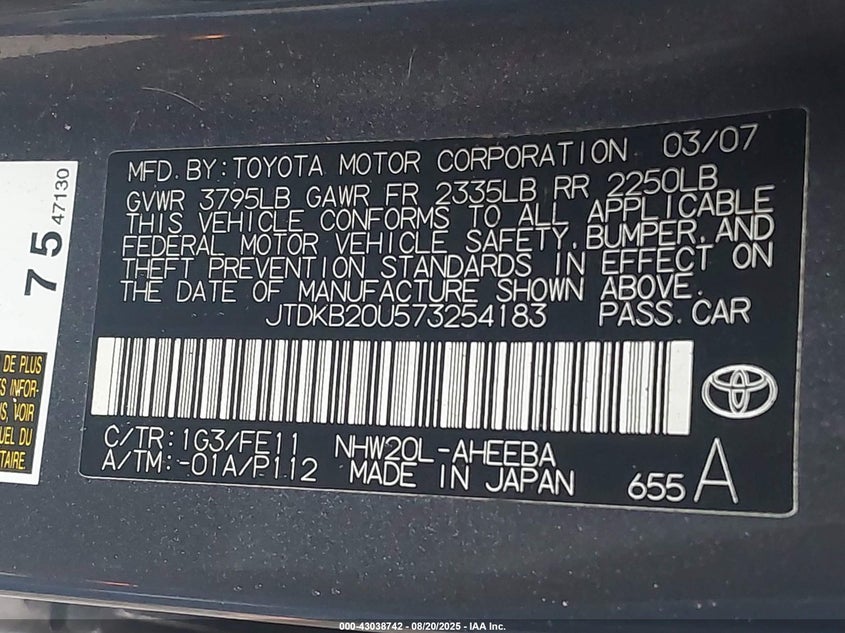 MFD. BY: TOYOTA MOTOR CORPORATION 03/07
GVWR 3795LB GAWR FR 2335LB RR 2250LB
THIS VEHICLE CONFORMS TO ALL APPLICABLE
FEDERAL MOTOR VEHICLE SAFETY, BUMPER, AND
THEFT PREVENTION STANDARDS IN EFFECT ON
THE DATE OF MANUFACTURE SHOWN ABOVE.
JTDKB20U573254183 PASS. CAR
C/TR: 1G3/FE11 NHW20L-AHEEBA
A/TM: -01A/P112 MADE IN JAPAN
655 A
75 47130
DE PLUS
INFOR-
VOIR
DU
000-43038742 - 08/20/2025 - IAA Inc.